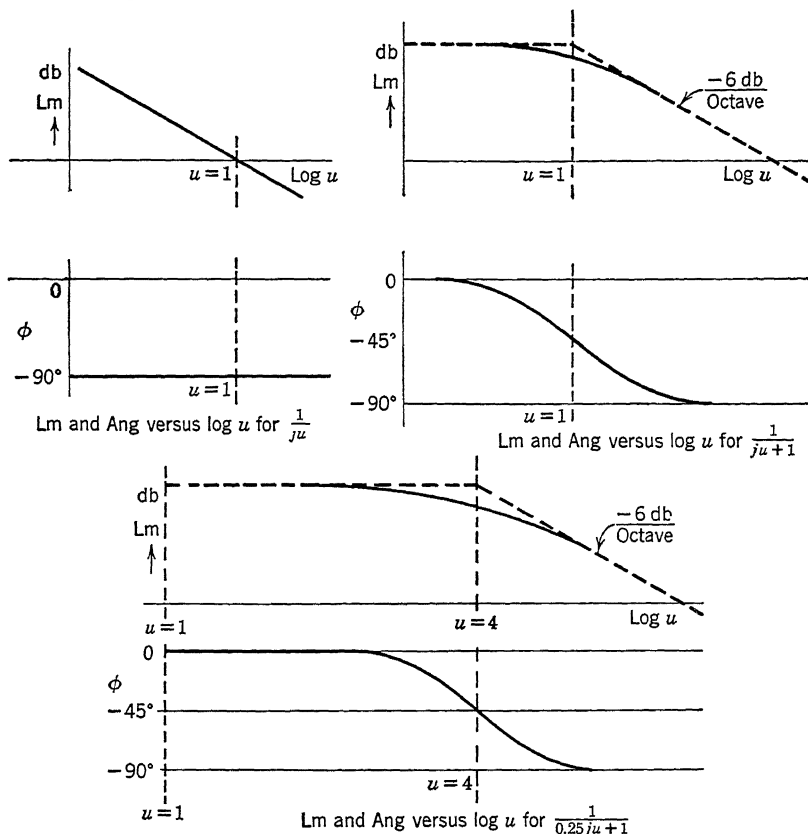 db
Lm
u = 1
Log u
0
ϕ
−90°
u = 1
Lm and Ang versus log u for 1/ju
db
Lm
−6 db/Octave
u = 1
Log u
0
ϕ
−45°
−90°
u = 1
Lm and Ang versus log u for 1/(ju + 1)
db
Lm
−6 db/Octave
u = 1
u = 4
Log u
0
ϕ
−45°
−90°
u = 4
u = 1
Lm and Ang versus log u for 1/(0.25ju + 1)